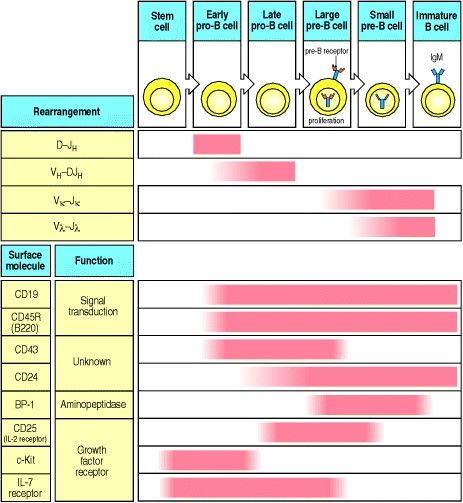 Stem
cell
Early
pro-B cell
Late
pro-B cell
Large
pre-B cell
Small
pre-B cell
Immature
B cell
pre-B receptor
IgM
proliferation
Rearrangement
D–JH
VH–DJH
Vκ–Jκ
Vλ–Jλ
Surface
molecule
Function
CD19
CD45R
(B220)
Signal
transduction
CD43
CD24
Unknown
BP-1
Aminopeptidase
CD25
(IL-2 receptor)
c-Kit
IL-7
receptor
Growth
factor
receptor